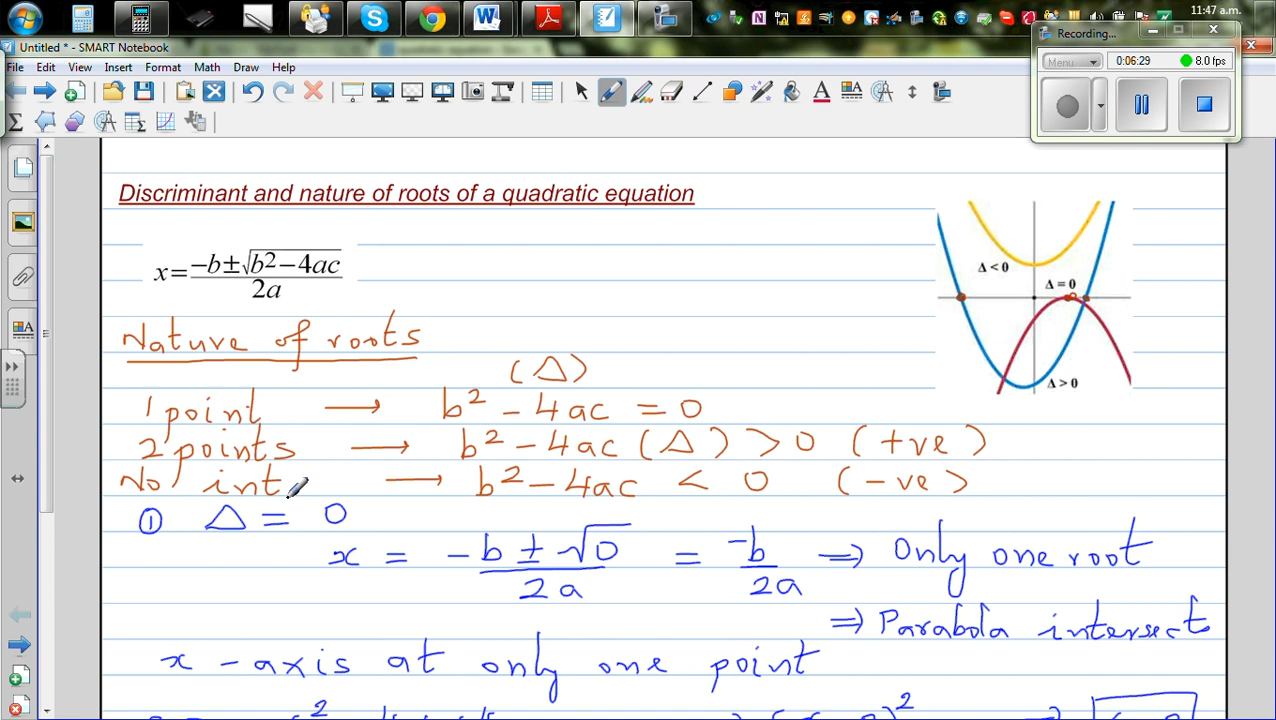 11:47 a.m.
Untitled * - SMART Notebook
Recording...
File Edit View Insert Format Math Draw Help
Menu 0:06:29 8.0 fps
Discriminant and nature of roots of a quadratic equation
x = −b±√b2−4ac / 2a
Δ < 0
Δ = 0
Δ > 0
Nature of roots
(Δ)
1 point → b² - 4ac = 0
2 points → b² - 4ac (Δ) > 0 (+ve)
No int → b² - 4ac < 0 (-ve)
① Δ = 0
x = -b ± √0 / 2a = -b / 2a ⇒ Only one root
⇒ Parabola intersects
x - axis at only one point